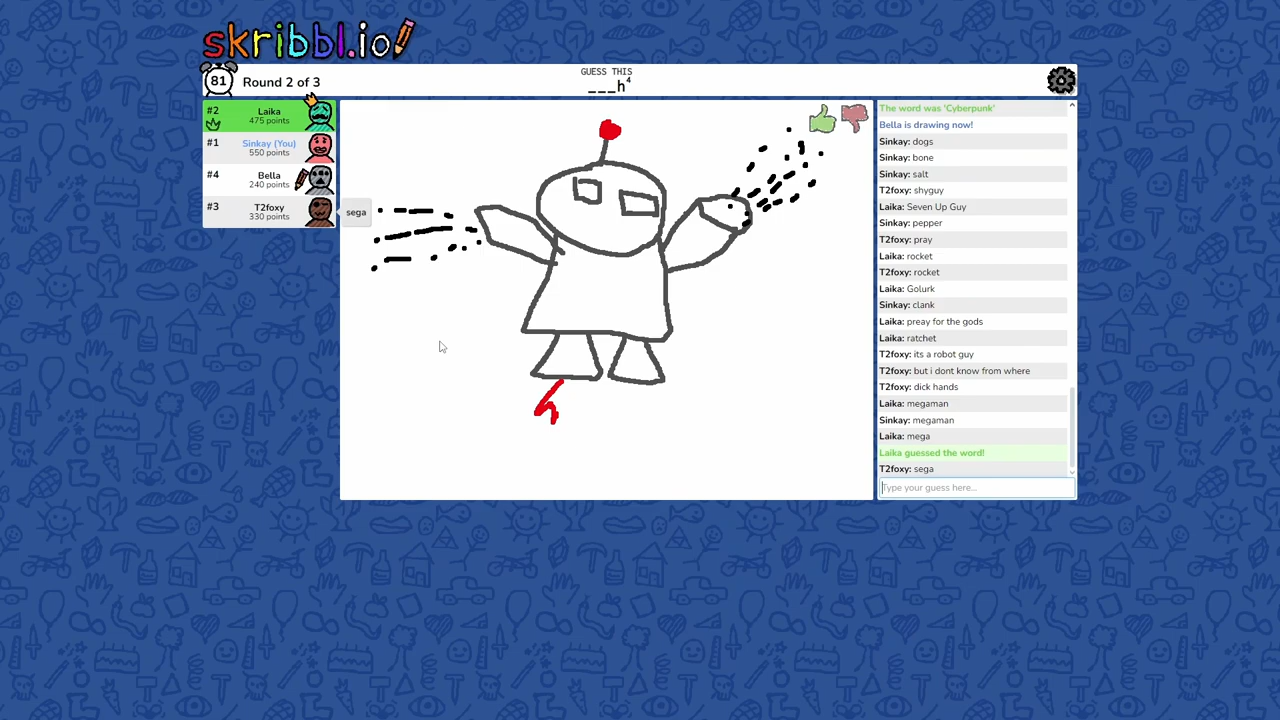 skribbl.io
81
Round 2 of 3
GUESS THIS
___h 4
#2
Laika
475 points
#1
Sinkay (You)
550 points
#4
Bella
240 points
#3
T2foxy
330 points
sega
h
The word was 'Cyberpunk'
Bella is drawing now!
Sinkay: dogs
Sinkay: bone
Sinkay: salt
T2foxy: shyguy
Laika: Seven Up Guy
Sinkay: pepper
T2foxy: pray
Laika: rocket
T2foxy: rocket
Laika: Golurk
Sinkay: clank
Laika: preay for the gods
Laika: ratchet
T2foxy: its a robot guy
T2foxy: but i dont know from where
T2foxy: dick hands
Laika: megaman
Sinkay: megaman
Laika: mega
Laika guessed the word!
T2foxy: sega
Type your guess here...